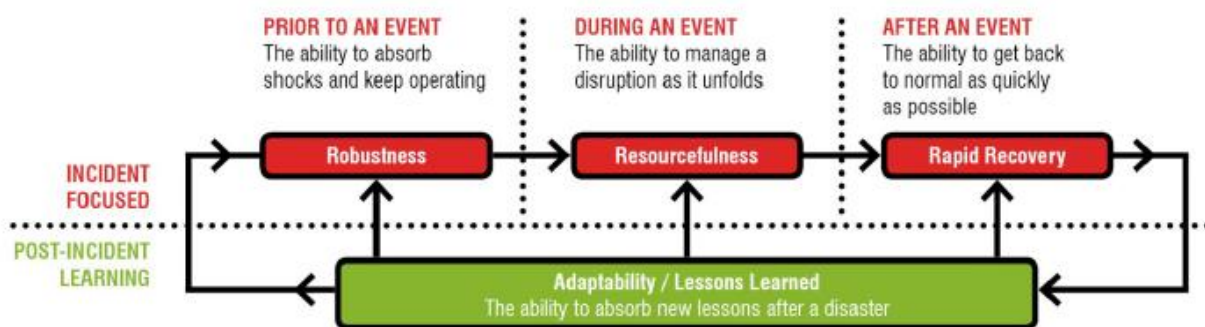 PRIOR TO AN EVENT
The ability to absorb
shocks and keep operating
DURING AN EVENT
The ability to manage a
disruption as it unfolds
AFTER AN EVENT
The ability to get back
to normal as quickly
as possible
Robustness
Resourcefulness
Rapid Recovery
INCIDENT
FOCUSED
POST-INCIDENT
LEARNING
Adaptability / Lessons Learned
The ability to absorb new lessons after a disaster